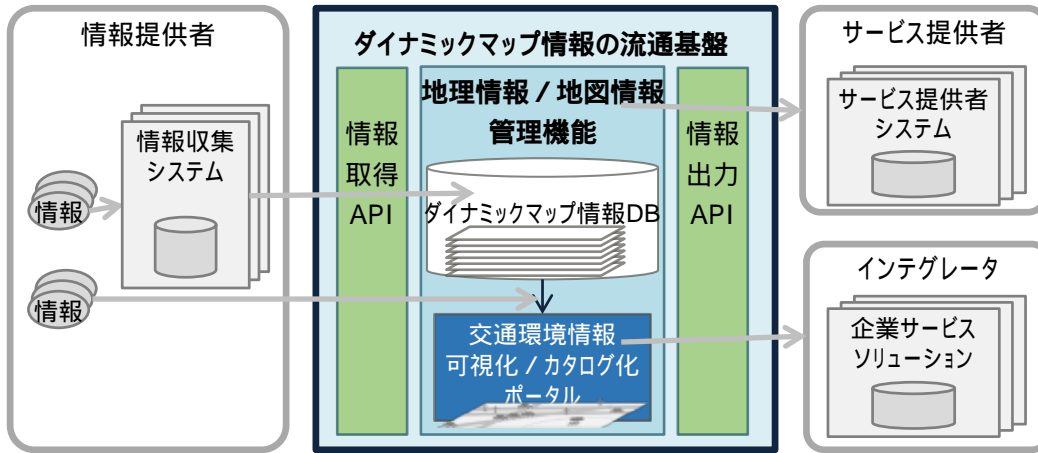 情報提供者
情報収集
システム
情報
情報
ダイナミックマップ情報の流通基盤
情報
取得
API
地理情報 / 地図情報
管理機能
ダイナミックマップ情報DB
交通環境情報
可視化 / カタログ化
ポータル
情報
出力
API
サービス提供者
サービス提供者
システム
インテグレータ
企業サービス
ソリューション